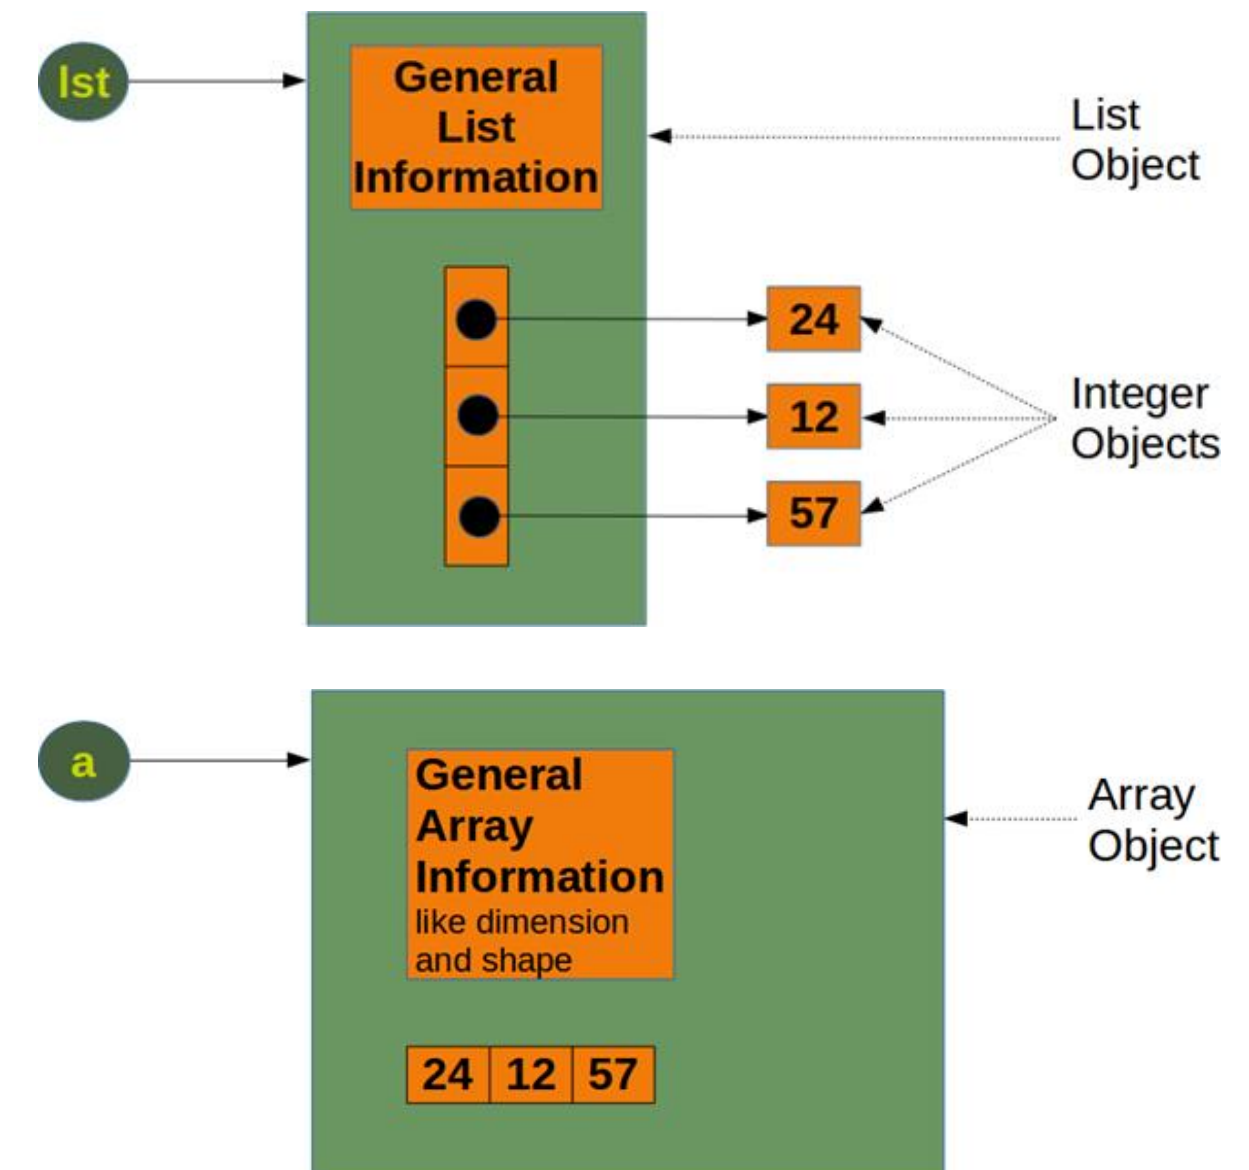 lst
General
List
Information
List
Object
24
12
57
Integer
Objects
a
General
Array
Information
like dimension
and shape
Array
Object
24 12 57